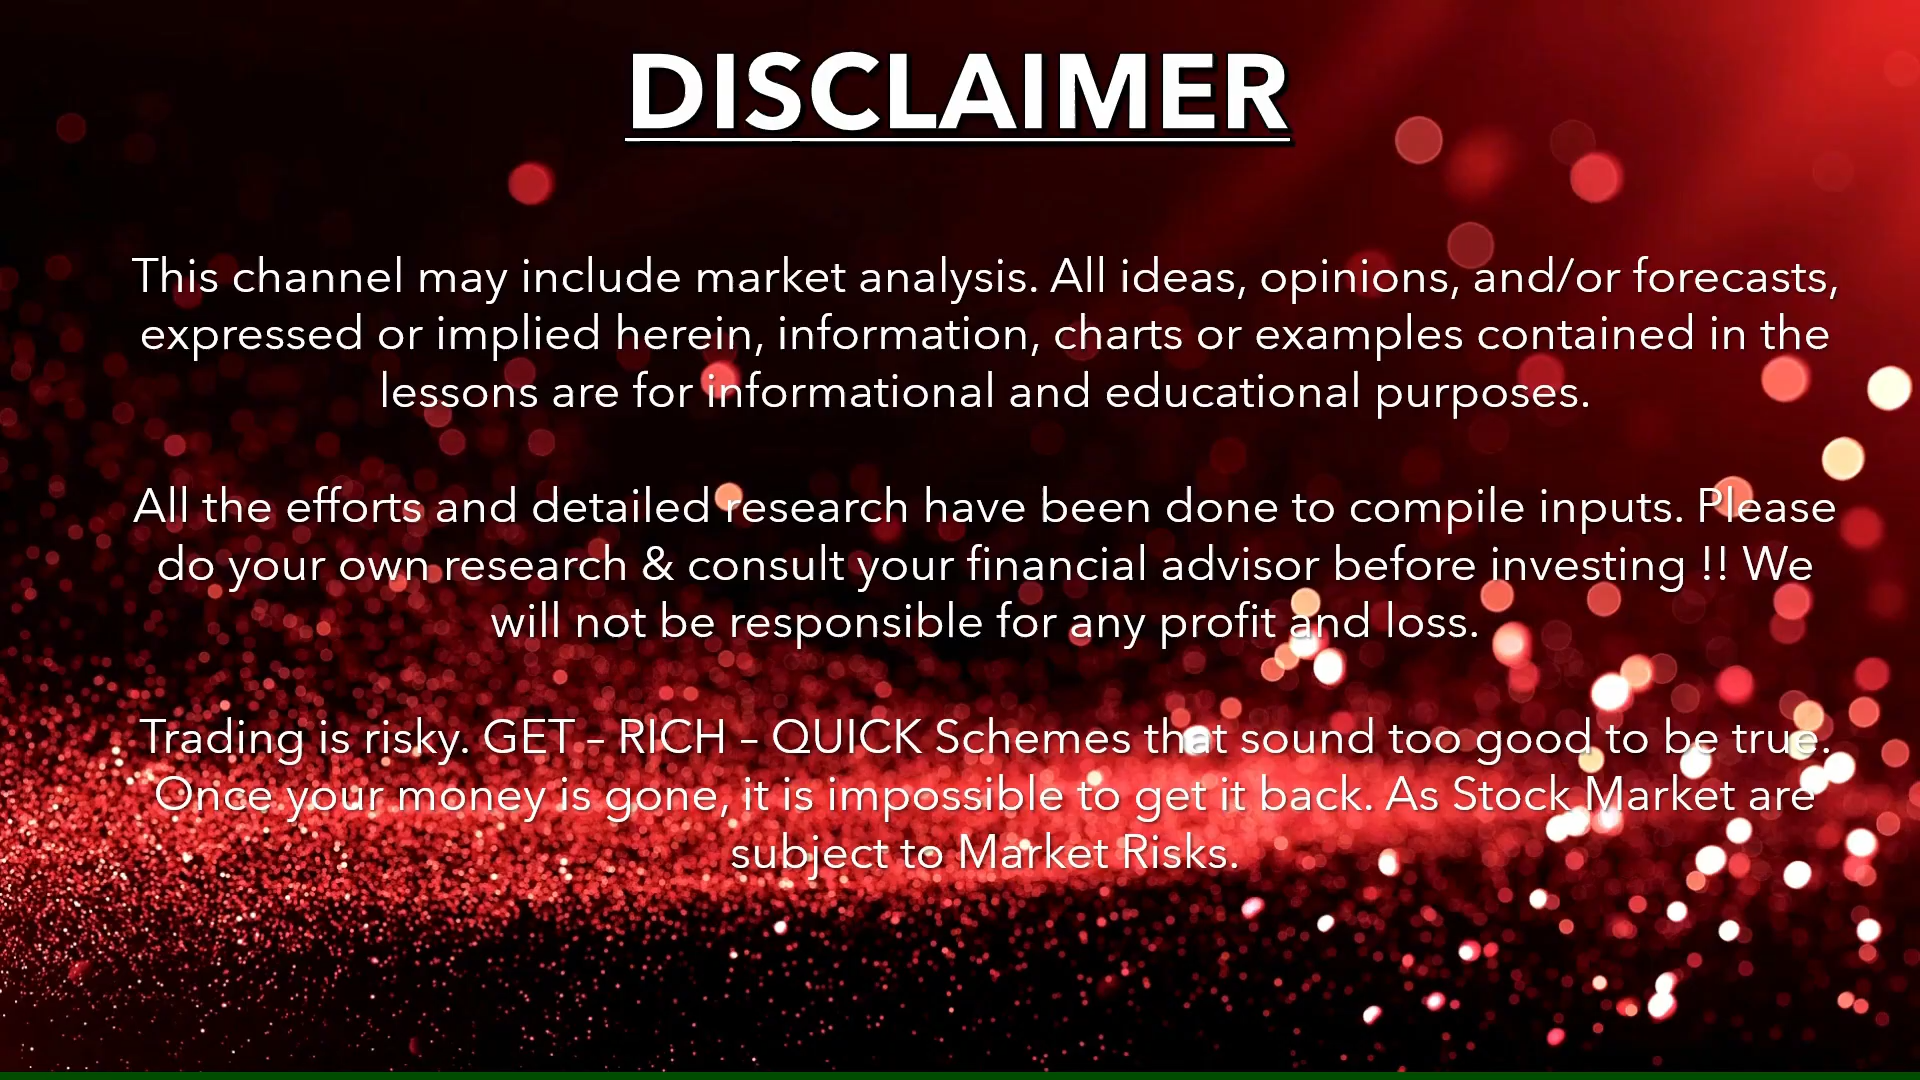 DISCLAIMER
This channel may include market analysis. All ideas, opinions, and/or forecasts,
expressed or implied herein, information, charts or examples contained in the
lessons are for informational and educational purposes.
All the efforts and detailed research have been done to compile inputs. Please
do your own research & consult your financial advisor before investing !! We
will not be responsible for any profit and loss.
Trading is risky. GET – RICH – QUICK Schemes that sound too good to be true.
Once your money is gone, it is impossible to get it back. As Stock Market are
subject to Market Risks.